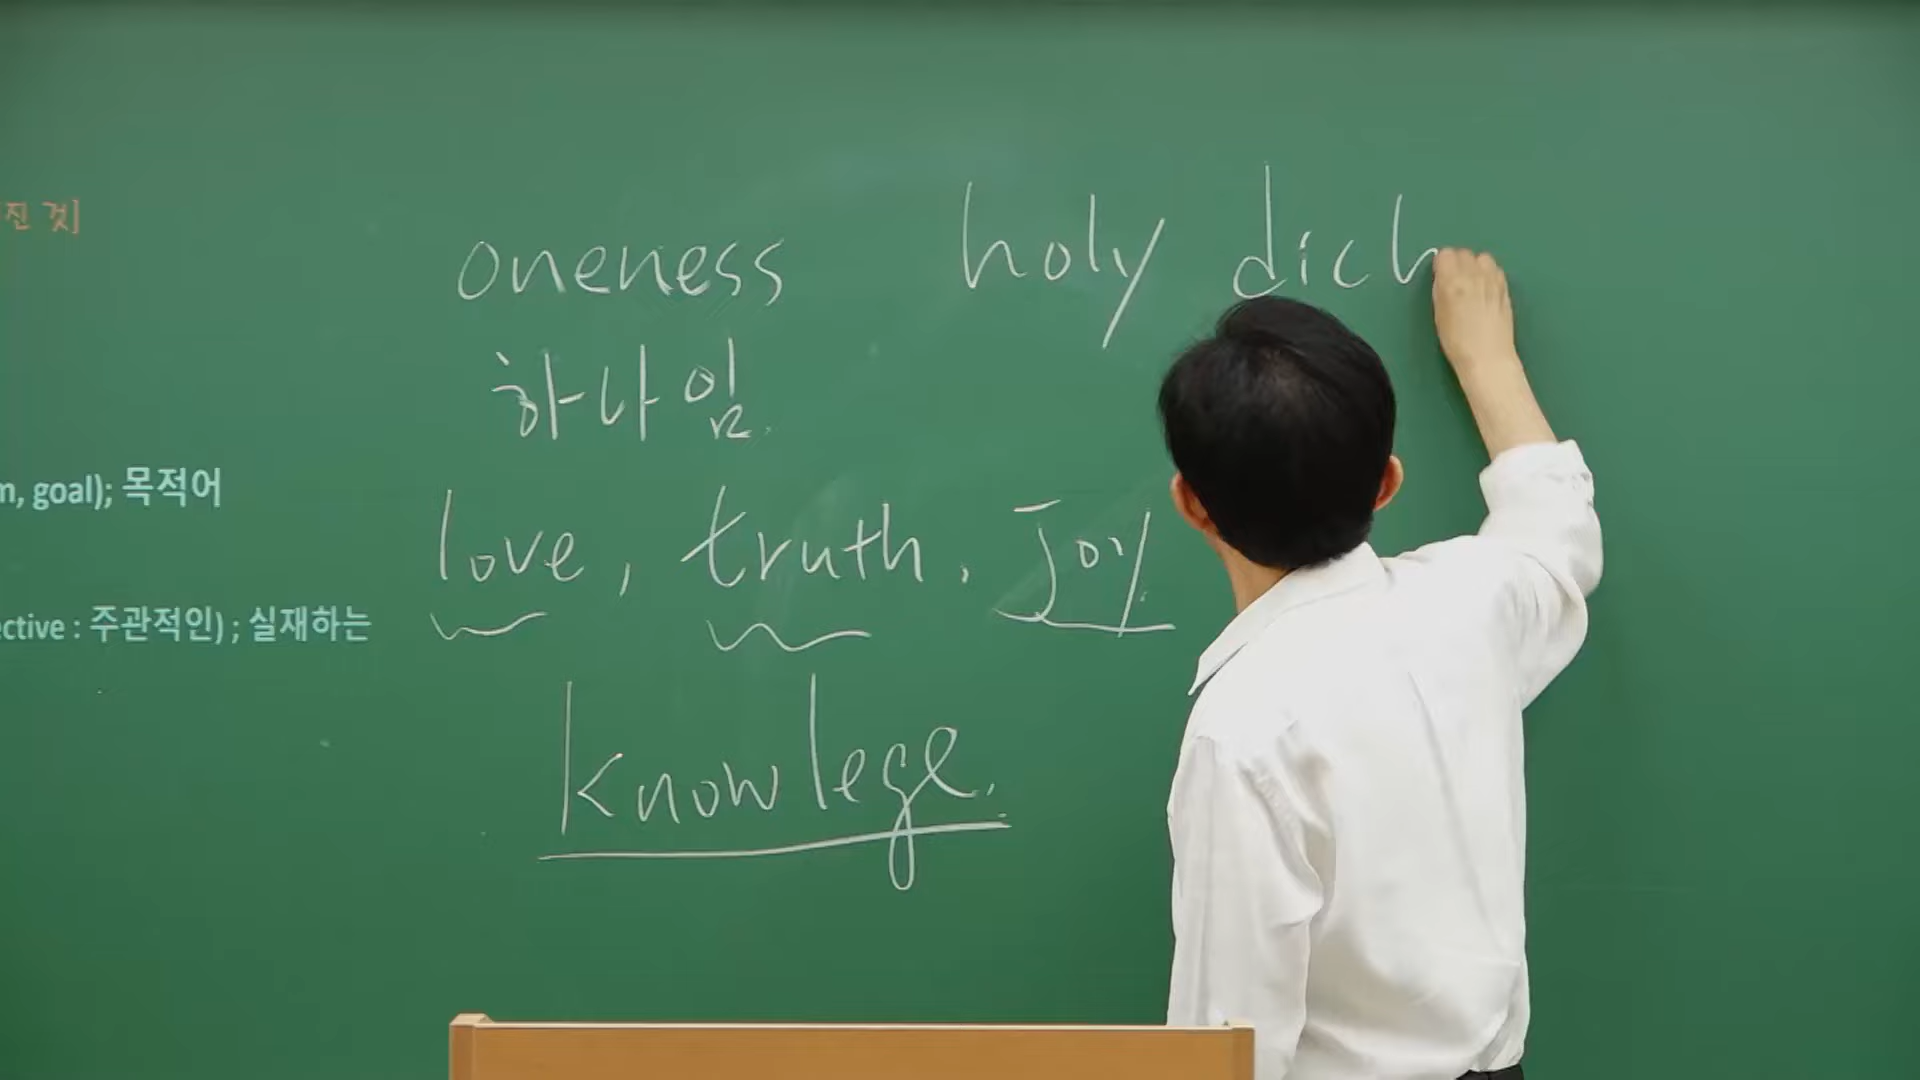 진 것]
oneness holy dich
하나임.
m, goal); 목적어
love, truth. joy
ective : 주관적인) ; 실재하는
knowlege.